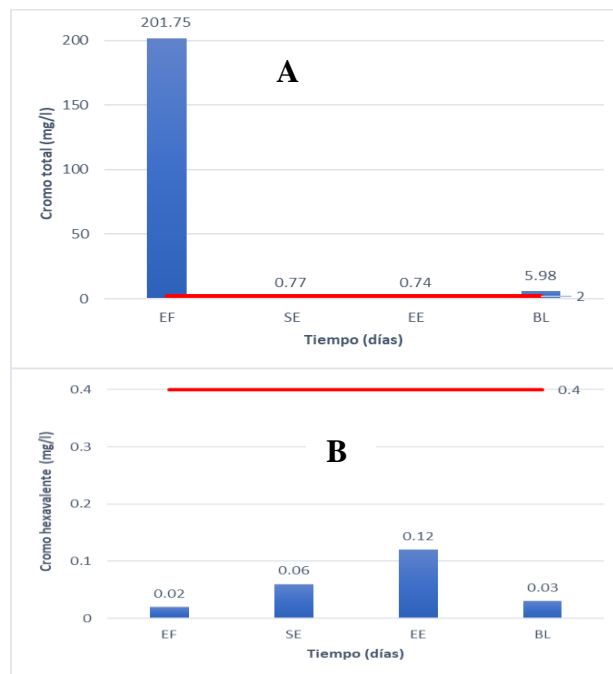 201.75
200
A
150
Cromo total (mg/l)
100
50
5.98
0.77
0.74
0
2
EF SE EE BL
Tiempo (días)
0.4
0.4
0.3
B
Cromo hexavalente (mg/l)
0.2
0.12
0.1
0.06
0.03
0.02
0
EF SE EE BL
Tiempo (días)